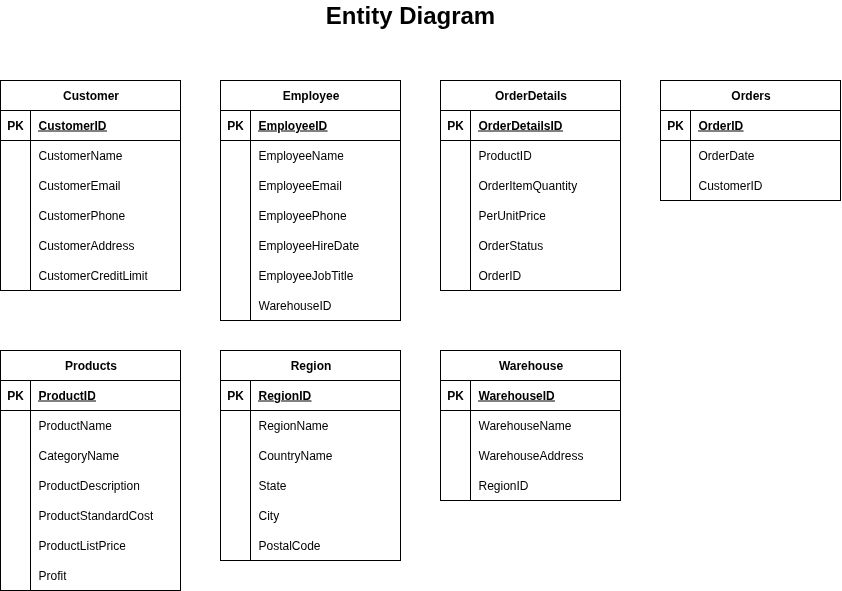 Entity Diagram
Customer
PK CustomerID
CustomerName
CustomerEmail
CustomerPhone
CustomerAddress
CustomerCreditLimit
Employee
PK EmployeeID
EmployeeName
EmployeeEmail
EmployeePhone
EmployeeHireDate
EmployeeJobTitle
WarehouseID
OrderDetails
PK OrderDetailsID
ProductID
OrderItemQuantity
PerUnitPrice
OrderStatus
OrderID
Orders
PK OrderID
OrderDate
CustomerID
Products
PK ProductID
ProductName
CategoryName
ProductDescription
ProductStandardCost
ProductListPrice
Profit
Region
PK RegionID
RegionName
CountryName
State
City
PostalCode
Warehouse
PK WarehouseID
WarehouseName
WarehouseAddress
RegionID